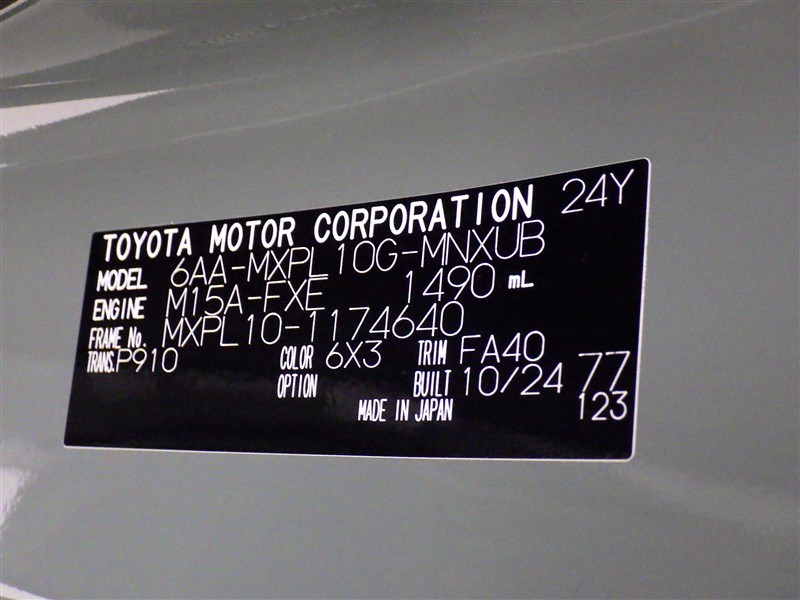 TOYOTA MOTOR CORPORATION 24Y
MODEL 6AA-MXPL10G-MNXUB
ENGINE M15A-FXE 1490 mL
FRAME No. MXPL10-1174640
TRANS. P910 COLOR 6X3 TRIM FA40
OPTION BUILT 10/24 77
MADE IN JAPAN 123